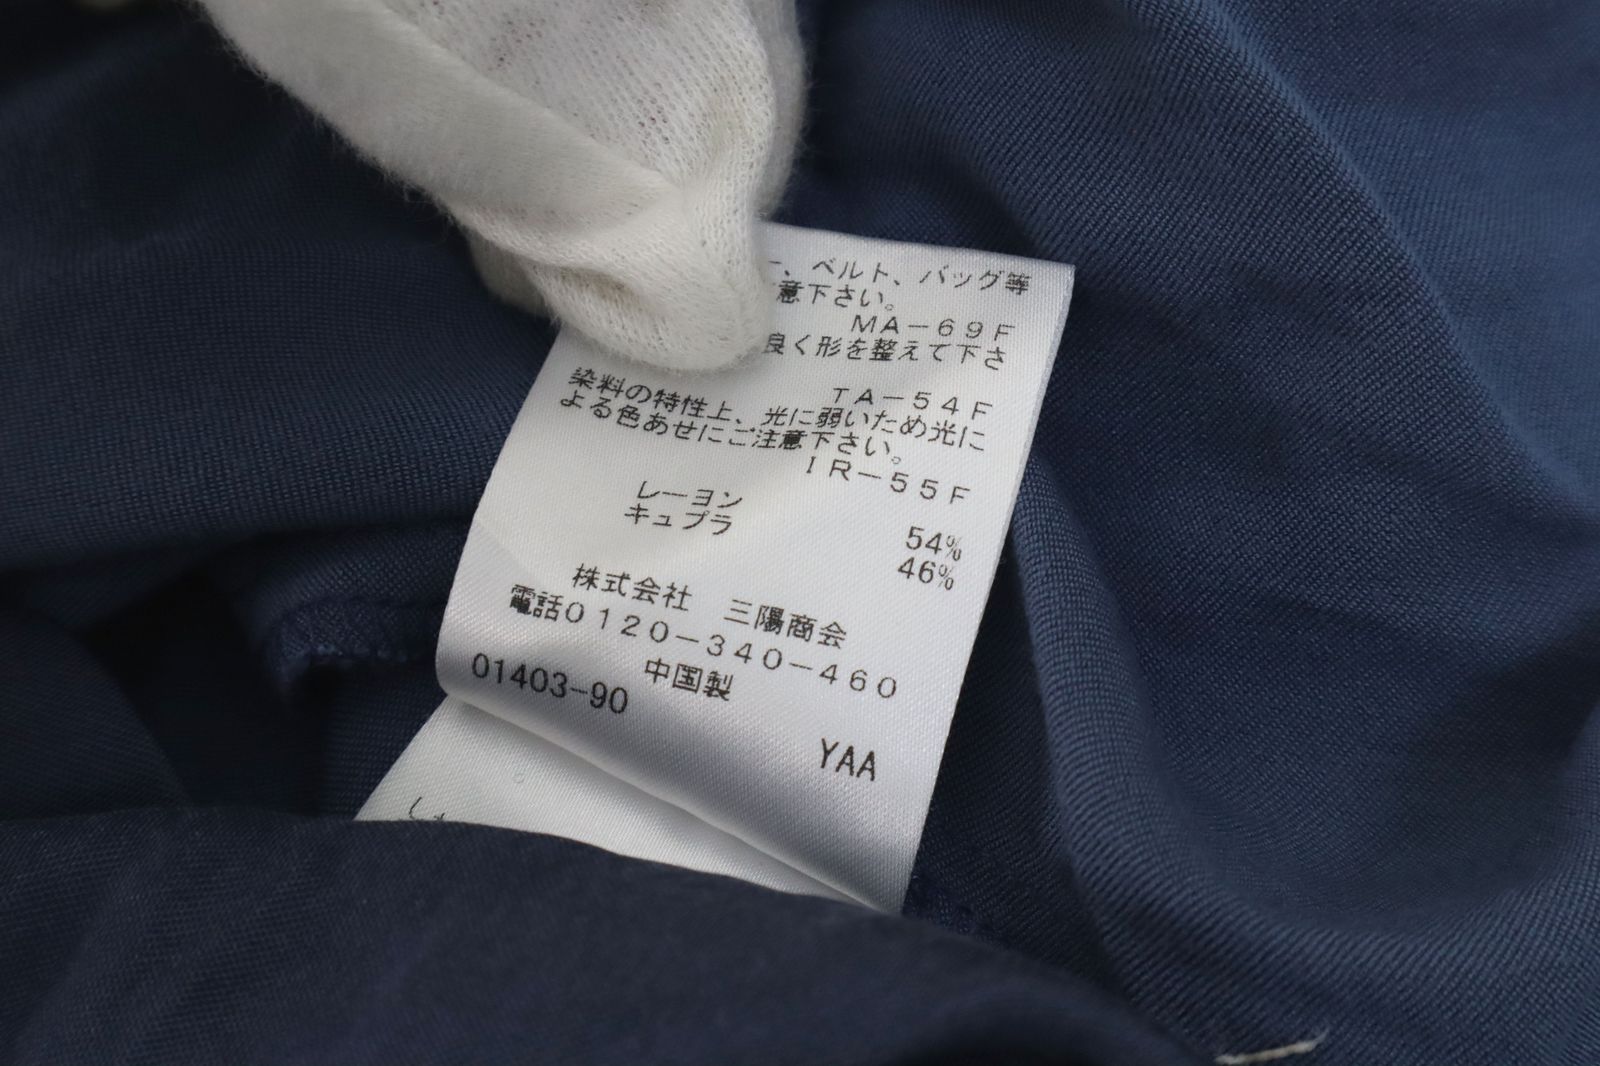 ー、ベルト、バッグ等
意下さい。
MA－69F
良く形を整えて下さ
TA－54F
染料の特性上、光に弱いため光に
よる色あせにご注意下さい。
IR－55F
レーヨン 54%
キュプラ 46%
株式会社 三陽商会
電話0120－340－460
中国製
01403-90
YAA